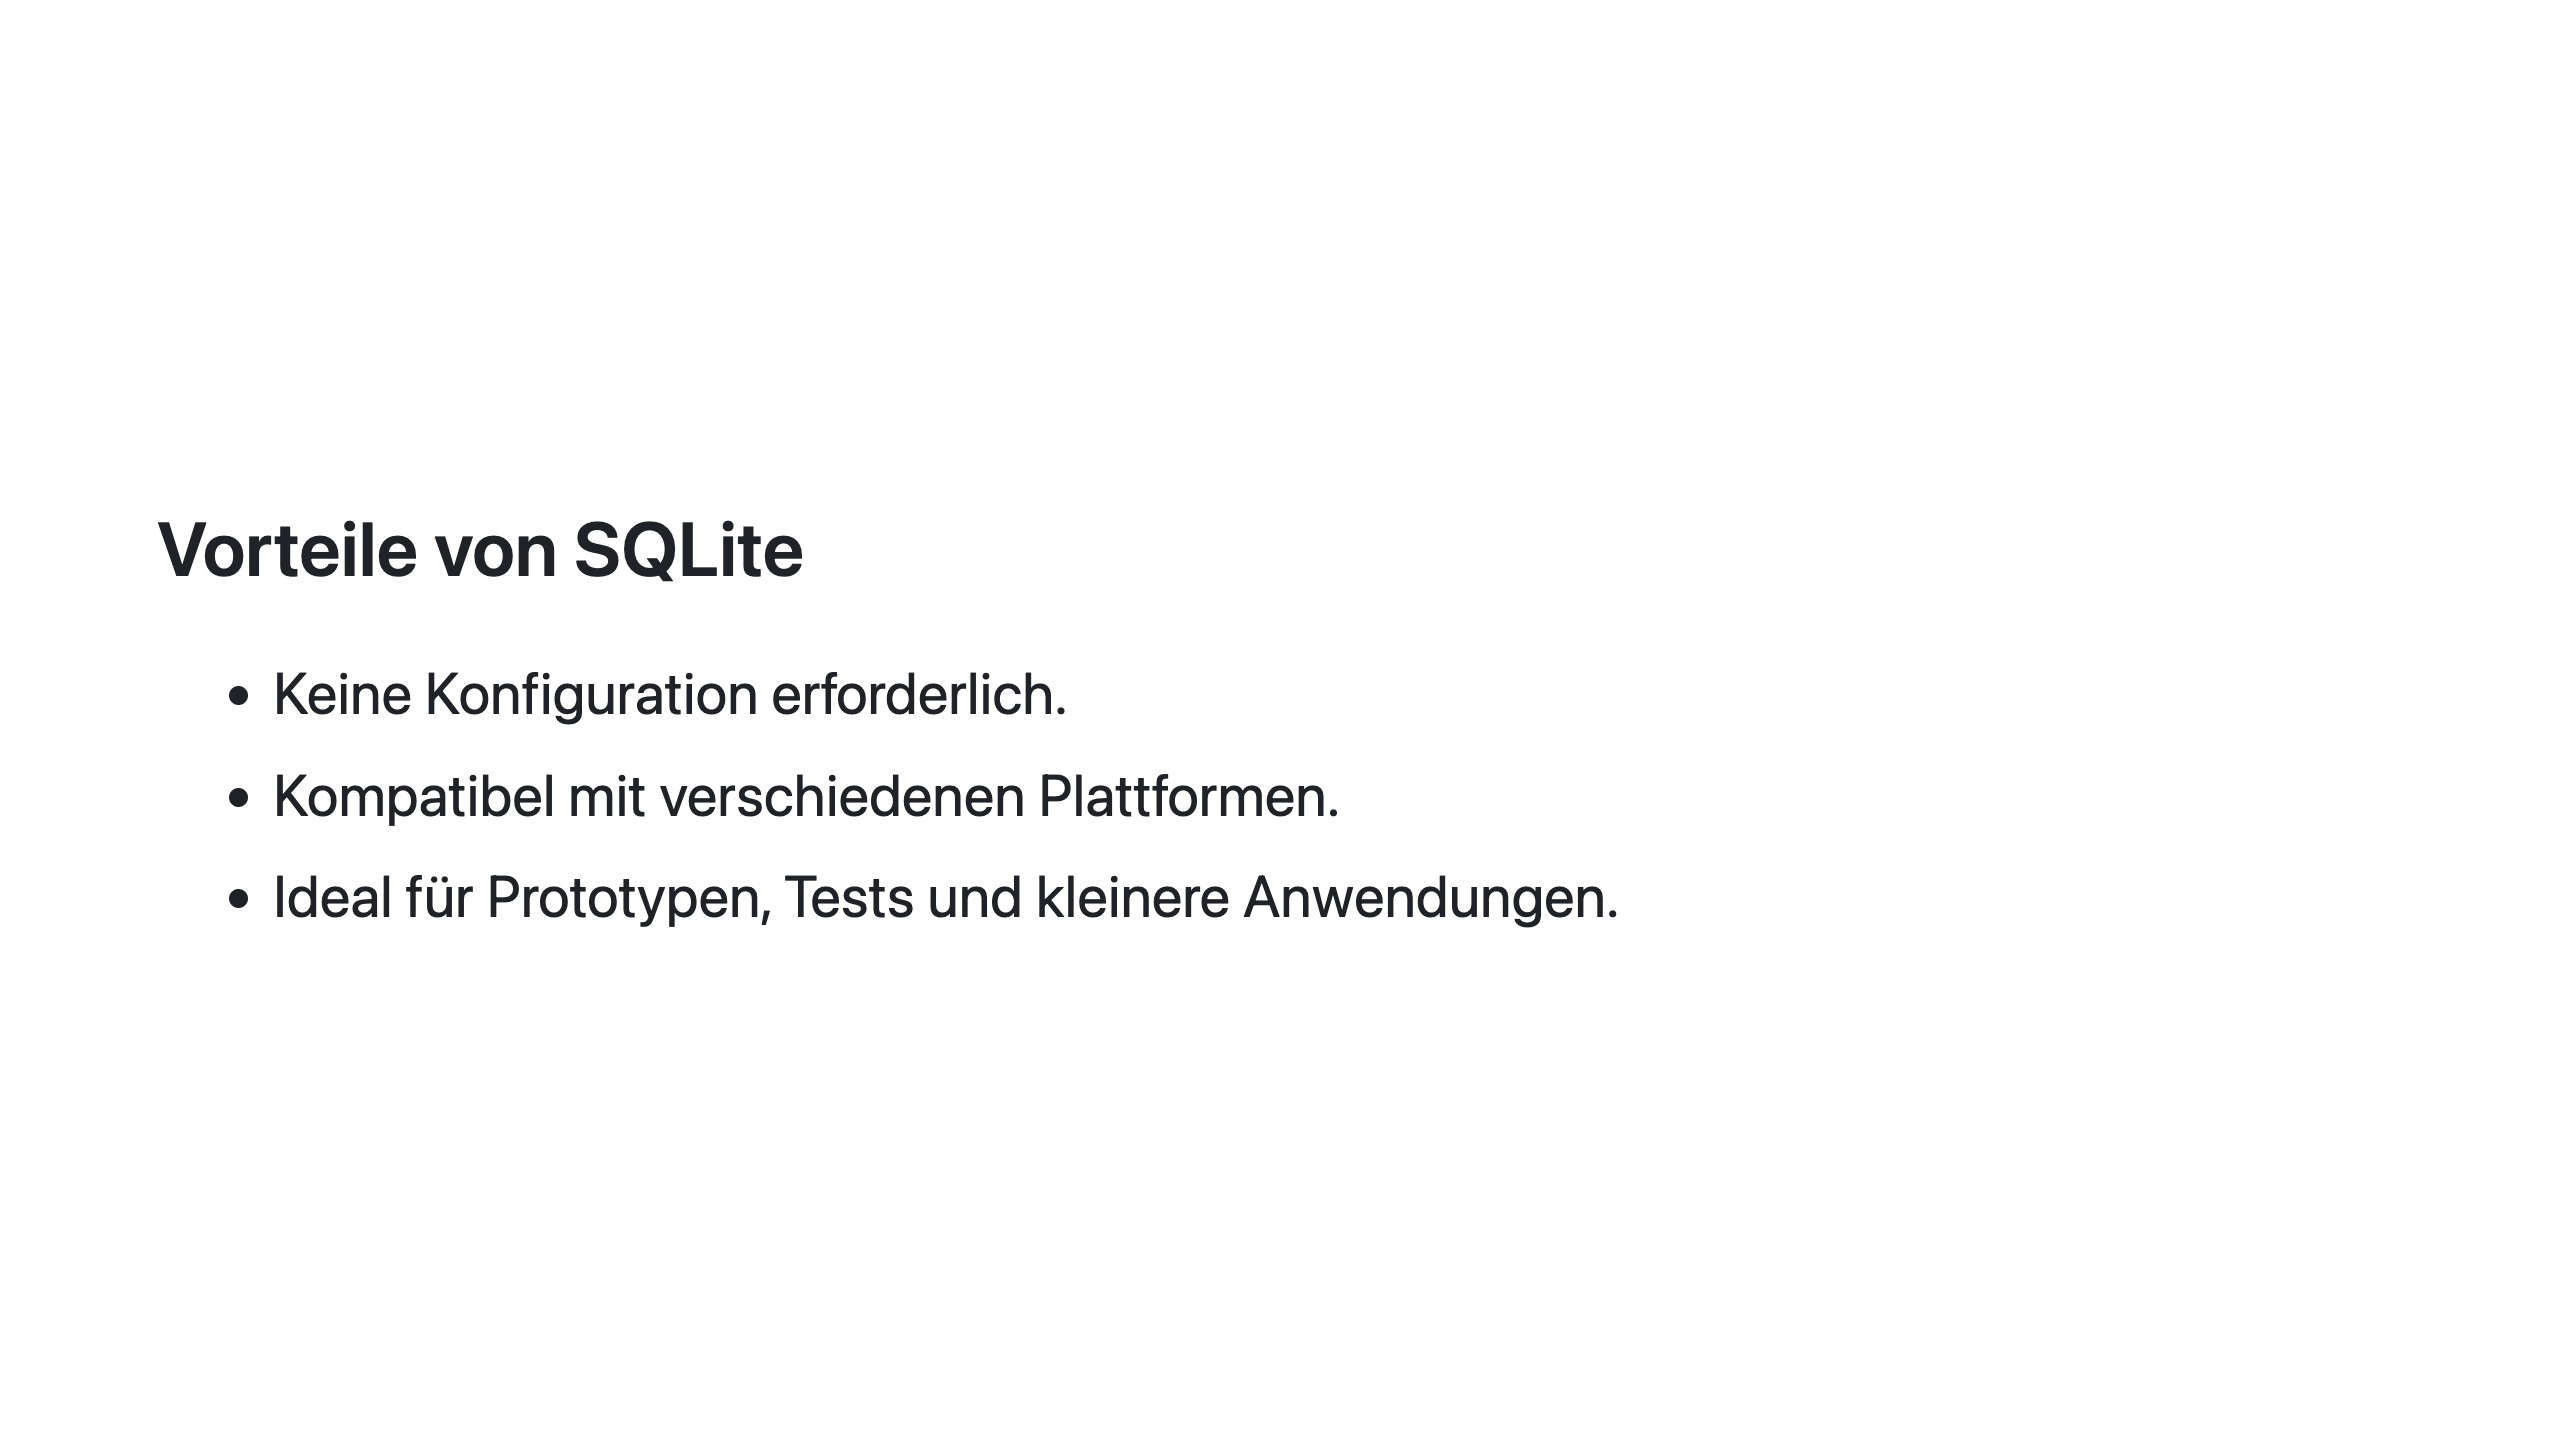 Vorteile von SQLite
• Keine Konfiguration erforderlich.
• Kompatibel mit verschiedenen Plattformen.
• Ideal für Prototypen, Tests und kleinere Anwendungen.